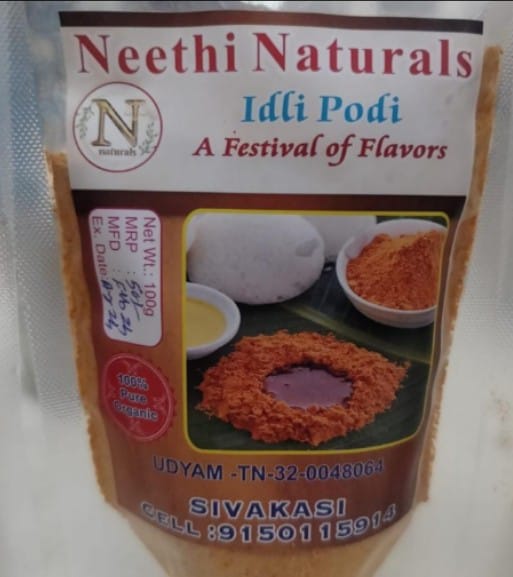 Neethi Naturals
N
naturals
Idli Podi
A Festival of Flavors
Net Wt.: 100g
MRP :
MFD :
Ex. Date:
100%
Pure
Organic
UDYAM -TN-32-0048064
SIVAKASI
CELL :9150115914